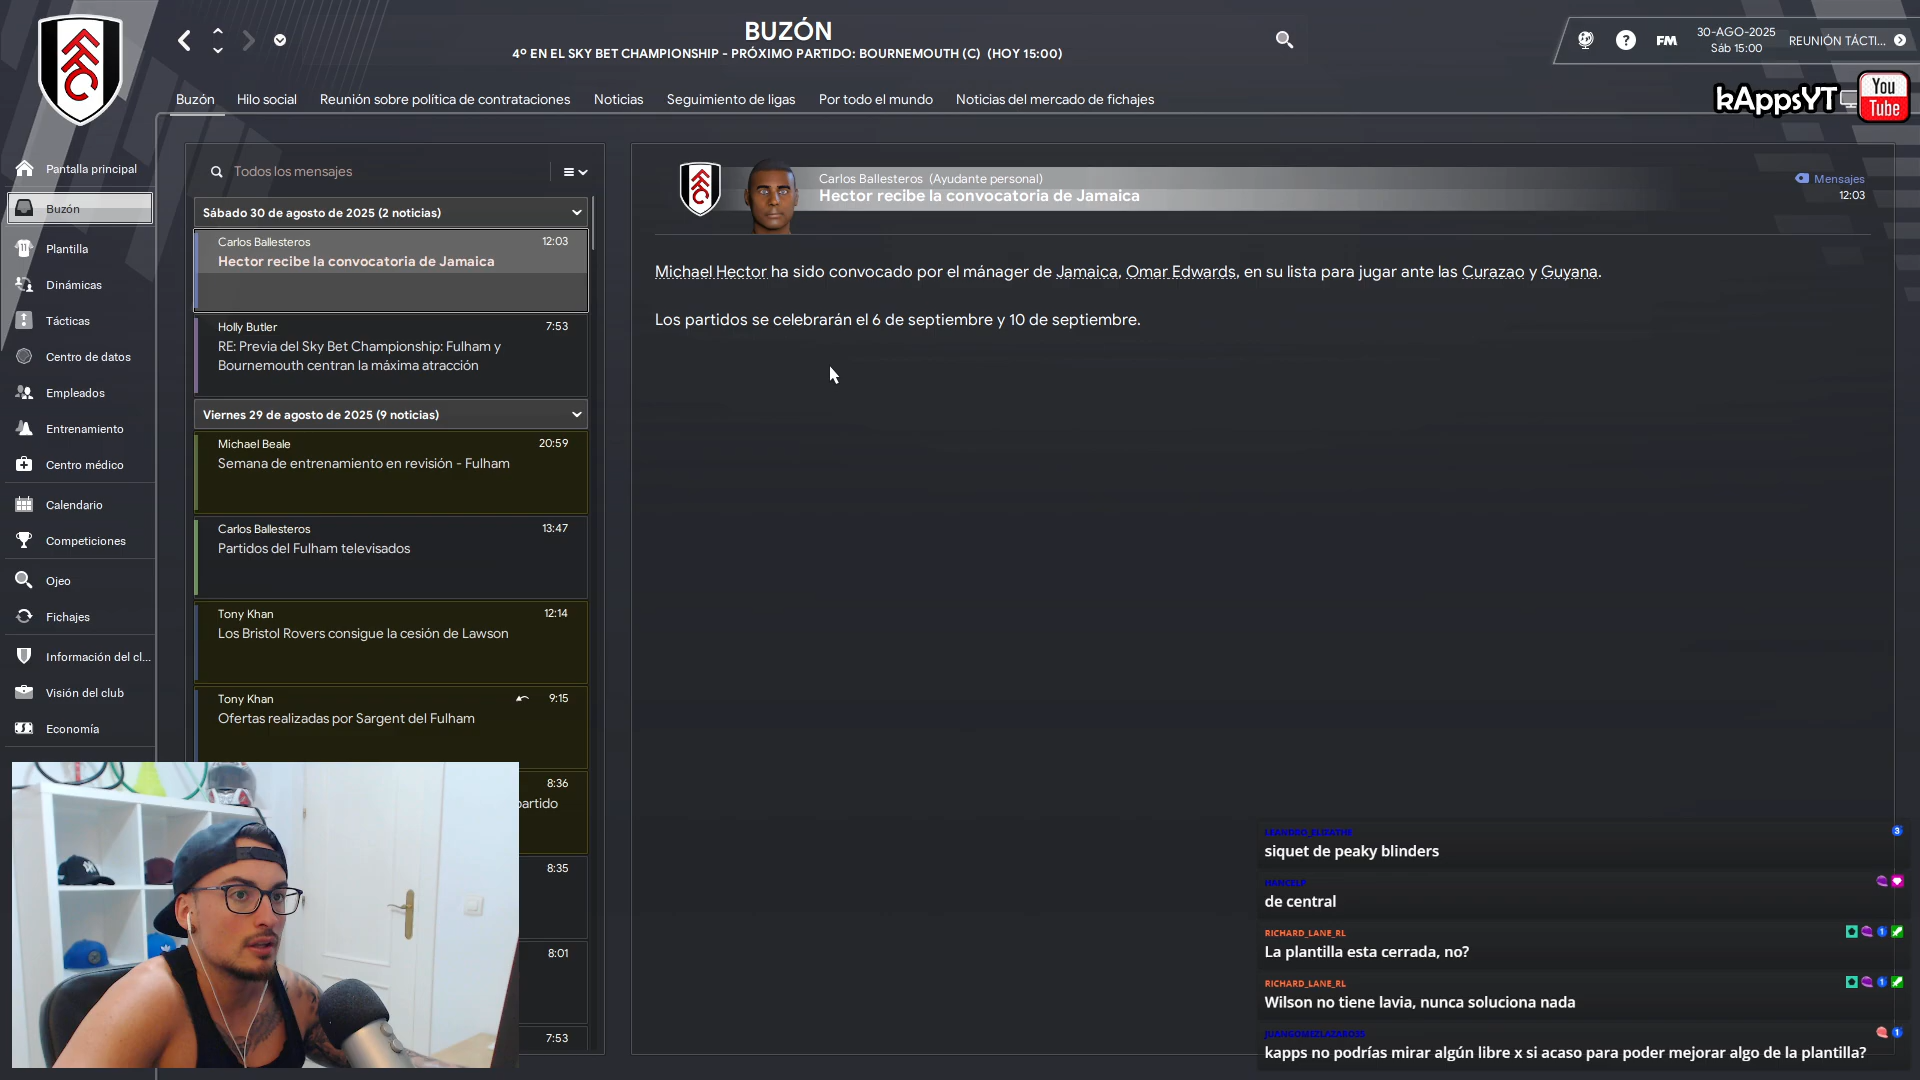 BUZÓN
4º EN EL SKY BET CHAMPIONSHIP - PRÓXIMO PARTIDO: BOURNEMOUTH (C) (HOY 15:00)
?
FM
30-AGO-2025
Sáb 15:00
REUNIÓN TÁCTI...
Buzón
Hilo social
Reunión sobre política de contrataciones
Noticias
Seguimiento de ligas
Por todo el mundo
Noticias del mercado de fichajes
kAppsYT
You
Tube
Pantalla principal
Buzón
Plantilla
Dinámicas
Tácticas
Centro de datos
Empleados
Entrenamiento
Centro médico
Calendario
Competiciones
Ojeo
Fichajes
Información del cl...
Visión del club
Economía
Todos los mensajes
Sábado 30 de agosto de 2025 (2 noticias)
Carlos Ballesteros 12:03
Hector recibe la convocatoria de Jamaica
Holly Butler 7:53
RE: Previa del Sky Bet Championship: Fulham y
Bournemouth centran la máxima atracción
Viernes 29 de agosto de 2025 (9 noticias)
Michael Beale 20:59
Semana de entrenamiento en revisión - Fulham
Carlos Ballesteros 13:47
Partidos del Fulham televisados
Tony Khan 12:14
Los Bristol Rovers consigue la cesión de Lawson
Tony Khan 9:15
Ofertas realizadas por Sargent del Fulham
8:36
partido
8:35
8:01
7:53
Carlos Ballesteros (Ayudante personal)
Hector recibe la convocatoria de Jamaica
Mensajes
12:03
Michael Hector ha sido convocado por el mánager de Jamaica, Omar Edwards, en su lista para jugar ante las Curazao y Guyana.
Los partidos se celebrarán el 6 de septiembre y 10 de septiembre.
siquet de peaky blinders
de central
RICHARD_LANE_RL
La plantilla esta cerrada, no?
RICHARD_LANE_RL
Wilson no tiene lavia, nunca soluciona nada
kapps no podrías mirar algún libre x si acaso para poder mejorar algo de la plantilla?